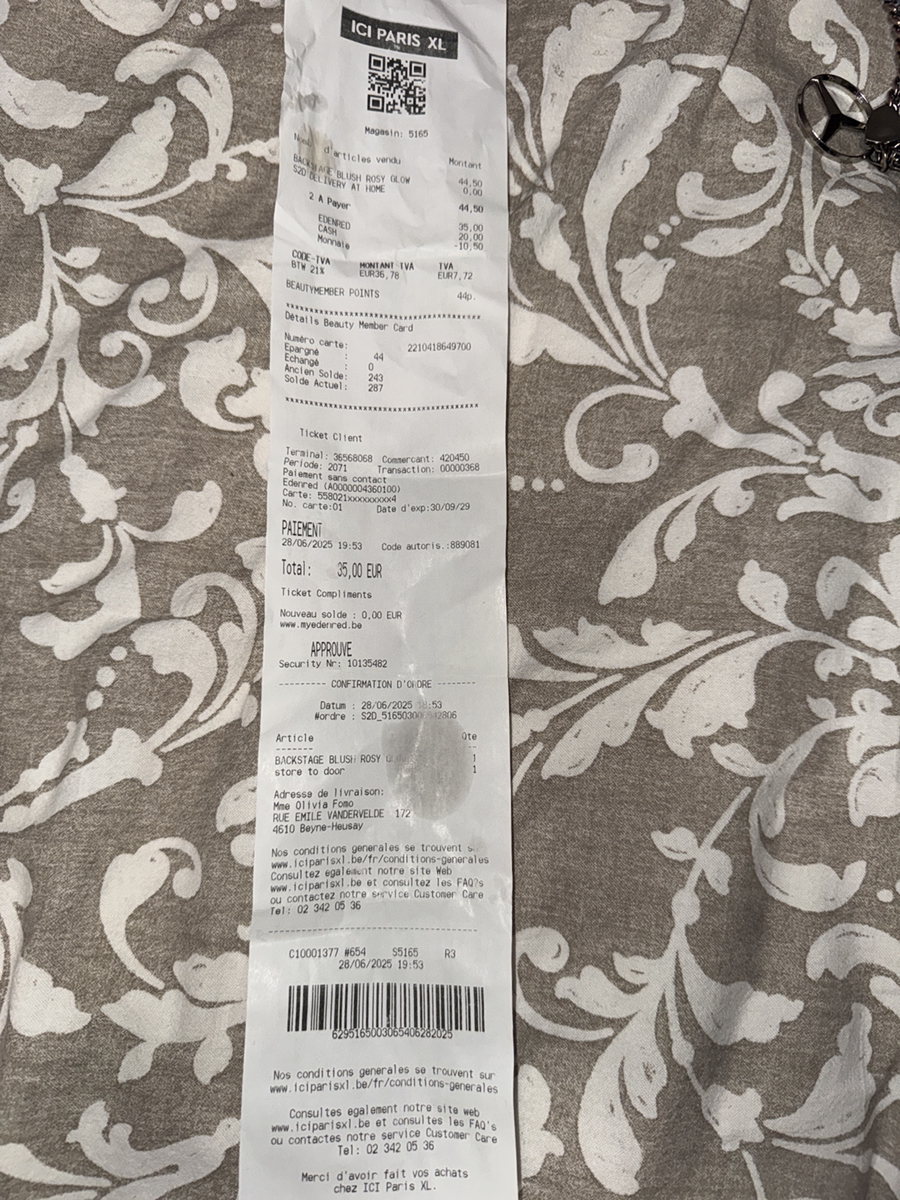 ICI PARIS XL
Magasin: 5165
d'articles vendu Montant
BACKSTAGE BLUSH ROSY GLOW 44,50
S2D DELIVERY AT HOME 0,00
2 A Payer 44,50
EDENRED 35,00
CASH 20,00
Monnaie -10,50
CODE-TVA MONTANT TVA TVA
BTW 21% EUR36,78 EUR7,72
BEAUTYMEMBER POINTS 44p.
****************************************
Détails Beauty Member Card
Numéro carte: 2210418649700
Epargné : 44
Echangé : 0
Ancien Solde: 243
Solde Actuel: 287
****************************************
Ticket Client
Terminal: 36568068 Commercant: 420450
Periode: 2071 Transaction: 00000368
Paiement sans contact
Edenred (A0000004360100)
Carte: 558021xxxxxxxxx4
No. carte:01 Date d'exp:30/09/29
PAIEMENT
28/06/2025 19:53 Code autoris.:889081
Total: 35,00 EUR
Ticket Compliments
Nouveau solde : 0,00 EUR
www.myedenred.be
APPROUVE
Security Nr: 10135482
---------- CONFIRMATION D'ORDRE --------
Datum : 28/06/2025
#ordre :
Article
-------
BACKSTAGE BLUSH ROSY 1
store to door 1
Adresse de livraison:
Mme Olivia Fomo
RUE EMILE VANDERVELDE 172
4610 Beyne-Heusay
Nos conditions generales se trouvent
www.iciparisxl.be/fr/conditions-generales
Consultez egalement notre site Web
www.iciparisxl.be et consultez les FAQ?s
ou contactez notre service Customer Care
Tel: 02 342 05 36
----------------------------------------
C10001377 #654 S5165 R3
28/06/2025 19:53
6295165003065406282025
Nos conditions generales se trouvent sur
www.iciparisxl.be/fr/conditions-generales
Consultes egalement notre site web
www.iciparisxl.be et consultes les FAQ's
ou contactes notre service Customer Care
Tel: 02 342 05 36
Merci d'avoir fait vos achats
chez ICI Paris XL.